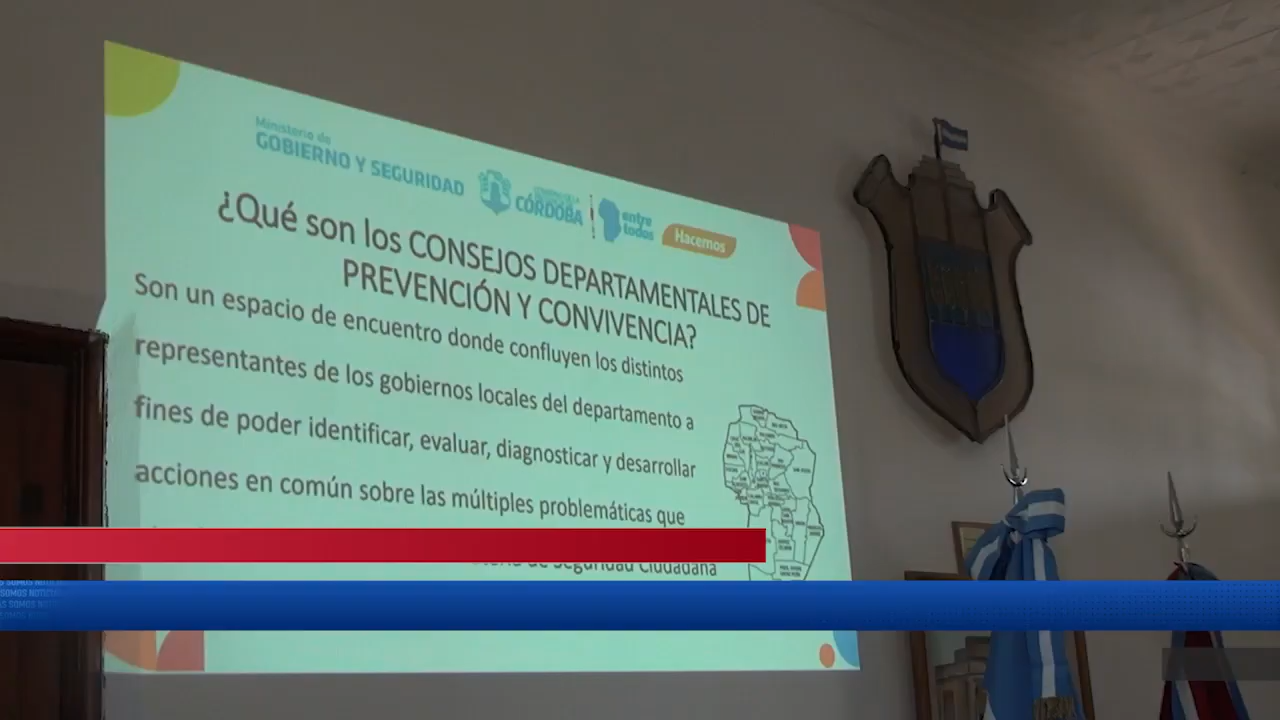 Ministerio de
GOBIERNO Y SEGURIDAD
CÓRDOBA
entre
todos
Hacemos
¿Qué son los CONSEJOS DEPARTAMENTALES DE
PREVENCIÓN Y CONVIVENCIA?
Son un espacio de encuentro donde confluyen los distintos
representantes de los gobiernos locales del departamento a
fines de poder identificar, evaluar, diagnosticar y desarrollar
acciones en común sobre las múltiples problemáticas que
de Seguridad Ciudadana
SOMOS